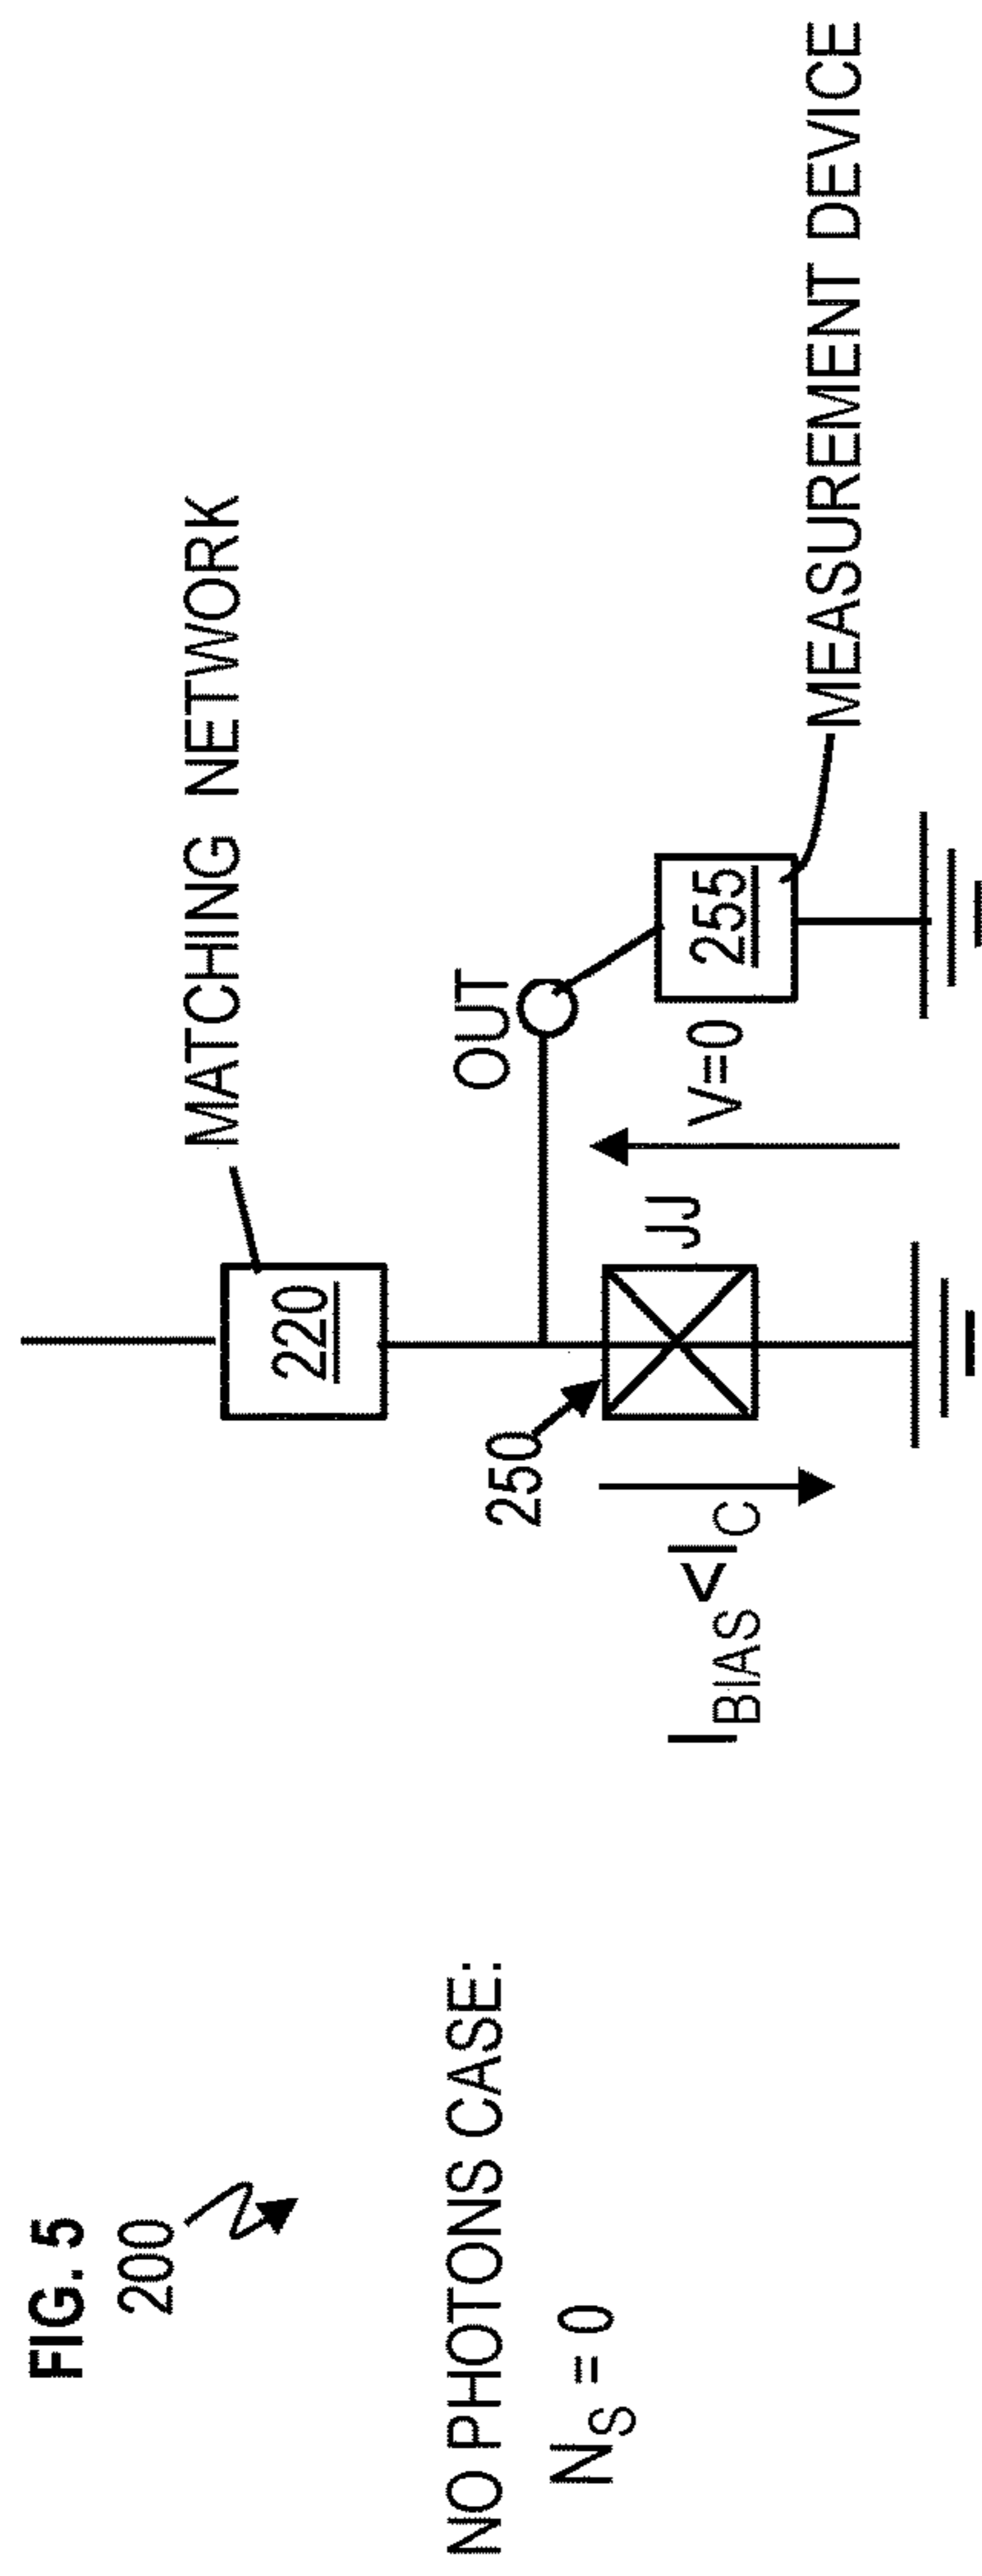 FIG. 5
200
NO PHOTONS CASE:
N_S = 0
MATCHING NETWORK
220
OUT
250
JJ
I_BIAS<I_C
V=0
255
MEASUREMENT DEVICE